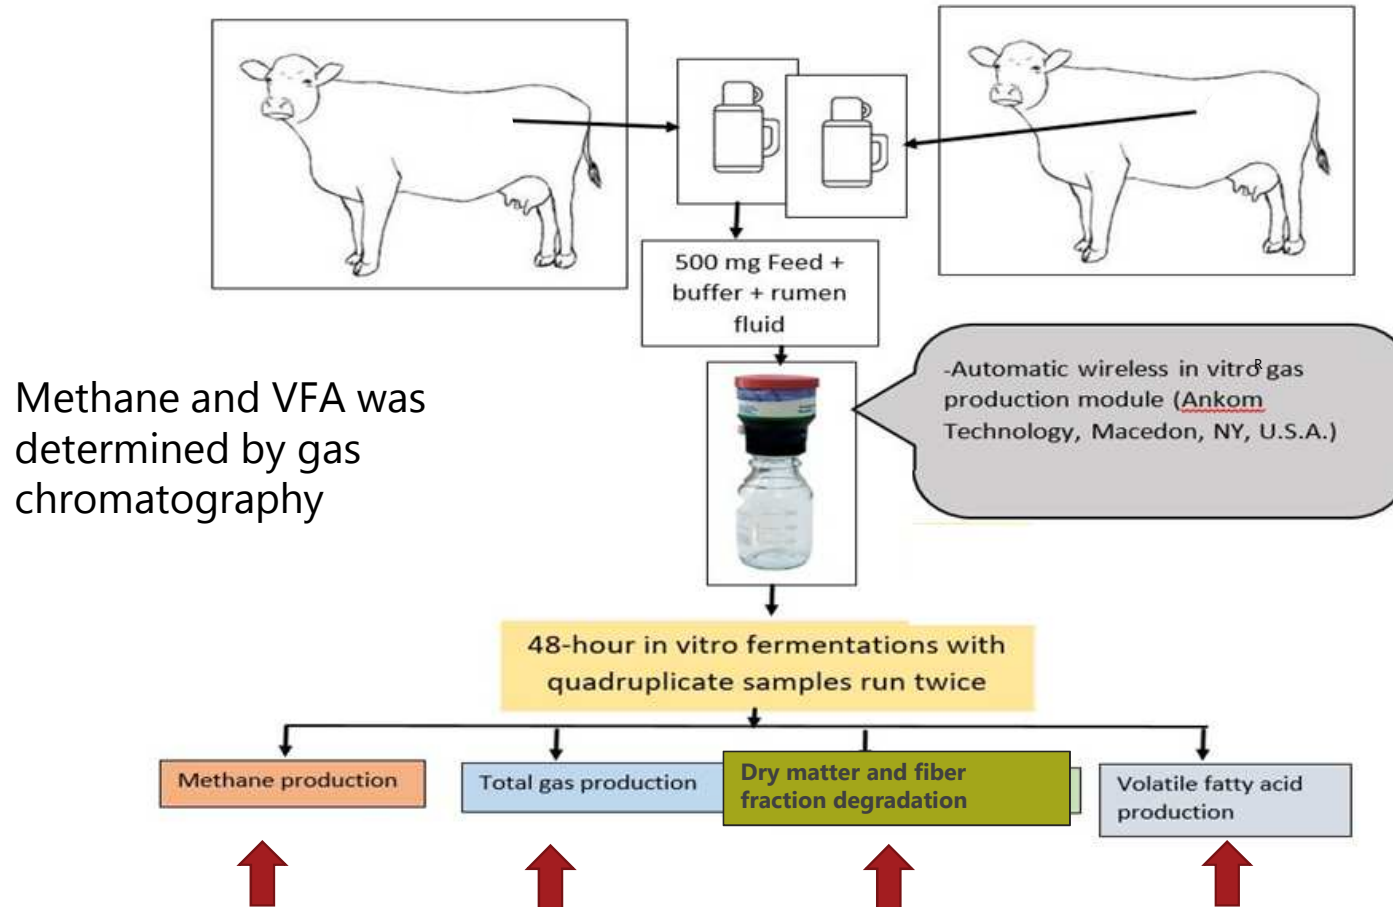 500 mg Feed +
buffer + rumen
fluid
-Automatic wireless in vitro R gas
production module (Ankom
Technology, Macedon, NY, U.S.A.)
Methane and VFA was
determined by gas
chromatography
48-hour in vitro fermentations with
quadruplicate samples run twice
Methane production
Total gas production
Dry matter and fiber
fraction degradation
Volatile fatty acid
production